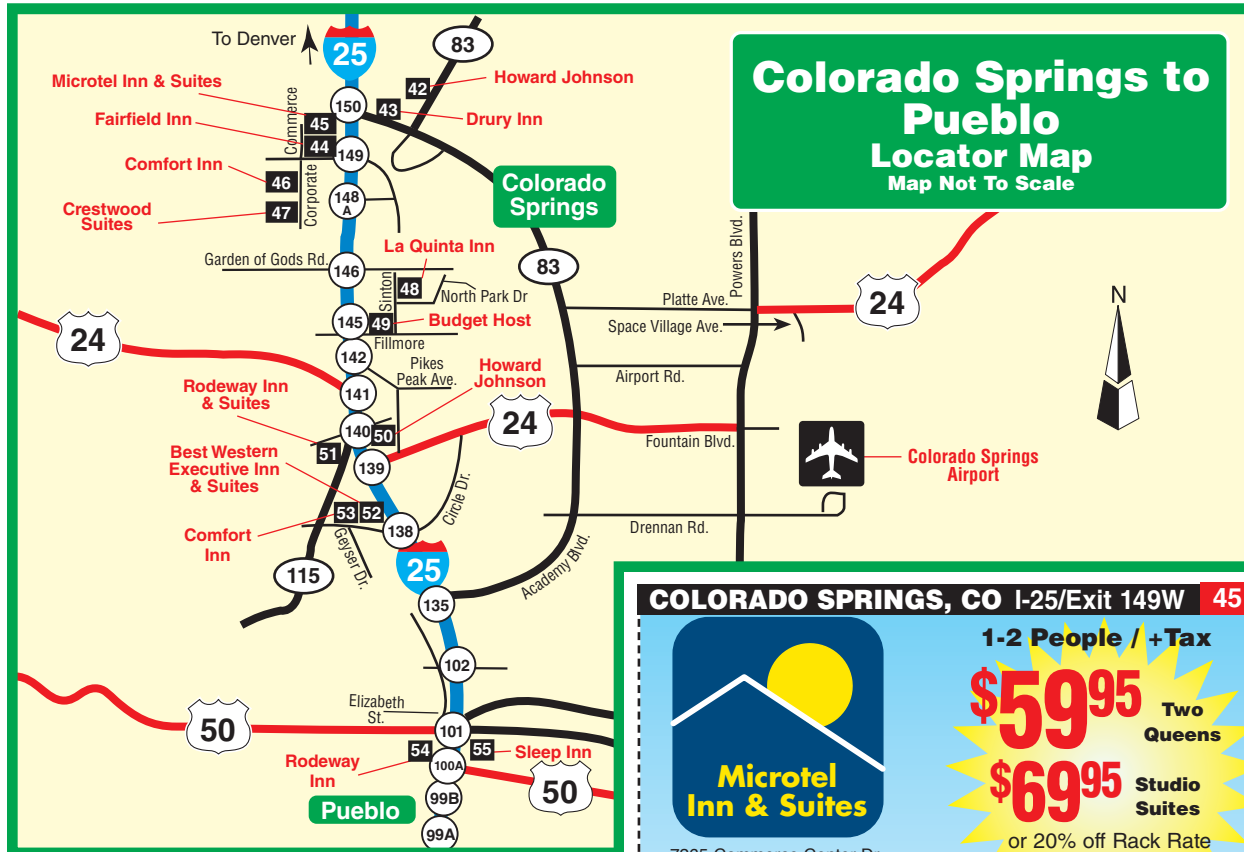 To Denver
25
83
Microtel Inn & Suites
42
Howard Johnson
150
43
Drury Inn
45
Commerce
Fairfield Inn
44
149
Comfort Inn
46
Corporate
148
A
Crestwood
Suites
47
Colorado
Springs
Colorado Springs to
Pueblo
Locator Map
Map Not To Scale
Garden of Gods Rd.
146
La Quinta Inn
48
Sinton
North Park Dr
83
Powers Blvd.
Platte Ave.
24
Space Village Ave.
N
145
49
Budget Host
Fillmore
24
142
Pikes
Peak Ave.
141
Airport Rd.
Rodeway Inn
& Suites
Howard
Johnson
140
50
24
Fountain Blvd.
51
139
Best Western
Executive Inn
& Suites
Colorado Springs
Airport
53
52
Circle Dr.
Comfort
Inn
138
Geyser Dr.
Drennan Rd.
115
25
Academy Blvd.
135
102
Elizabeth
St.
50
101
54
55
Sleep Inn
Rodeway
Inn
100A
50
99B
Pueblo
99A
COLORADO SPRINGS, CO I-25/Exit 149W 45
1-2 People / +Tax
$59 95 Two
Queens
$69 95 Studio
Suites
or 20% off Rack Rate
Microtel
Inn & Suites